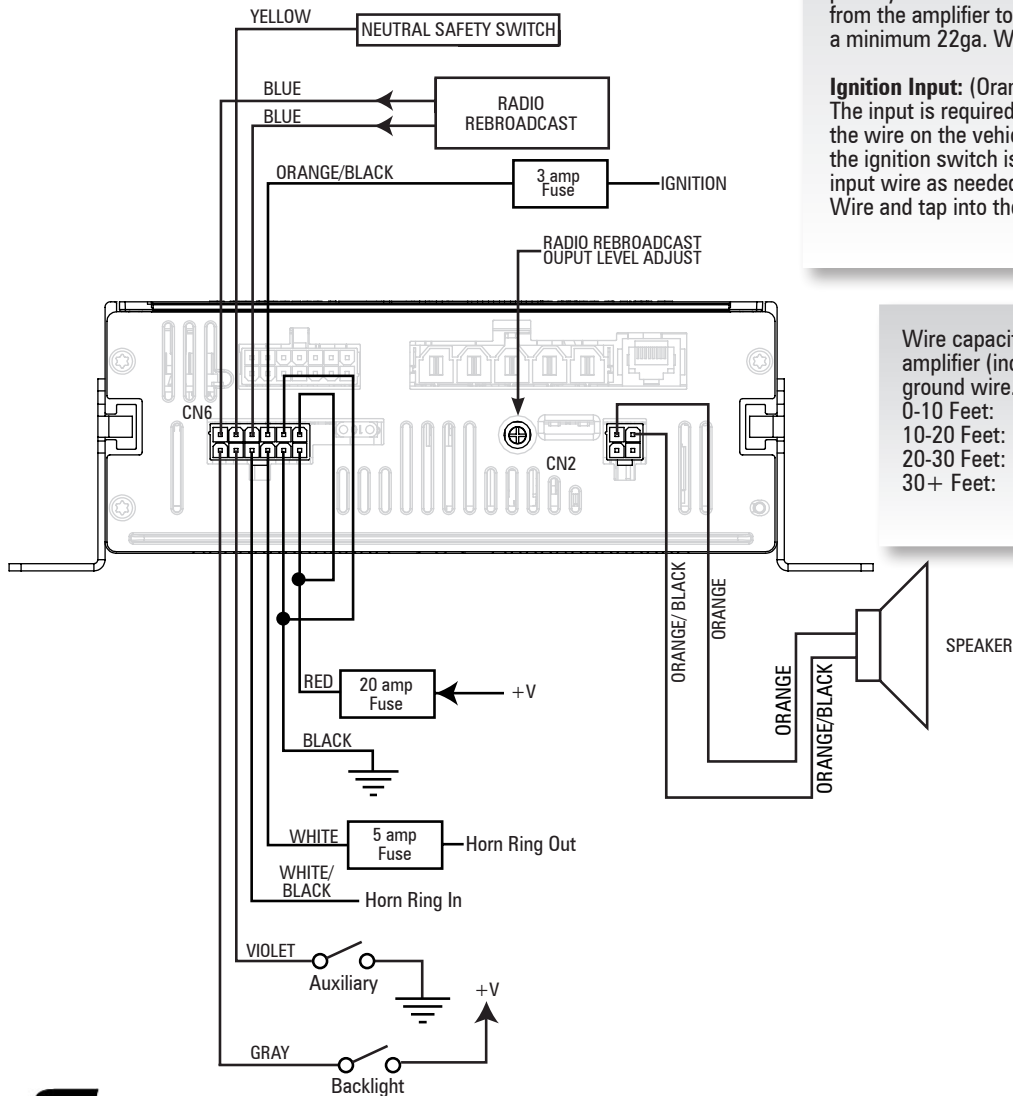 YELLOW
NEUTRAL SAFETY SWITCH
BLUE
BLUE
RADIO
REBROADCAST
ORANGE/BLACK
3 amp
Fuse
IGNITION
RADIO REBROADCAST
OUPUT LEVEL ADJUST
from the amplifier to
a minimum 22ga. W
Ignition Input: (Oran
The input is required
the wire on the vehic
the ignition switch is
input wire as needed
Wire and tap into the
Wire capacit
amplifier (inc
ground wire.
0-10 Feet:
10-20 Feet:
20-30 Feet:
30+ Feet:
CN6
CN2
ORANGE/ BLACK
ORANGE
ORANGE
ORANGE/BLACK
SPEAKER
RED
20 amp
Fuse
+V
BLACK
WHITE
5 amp
Fuse
Horn Ring Out
WHITE/
BLACK
Horn Ring In
VIOLET
Auxiliary
+V
GRAY
Backlight